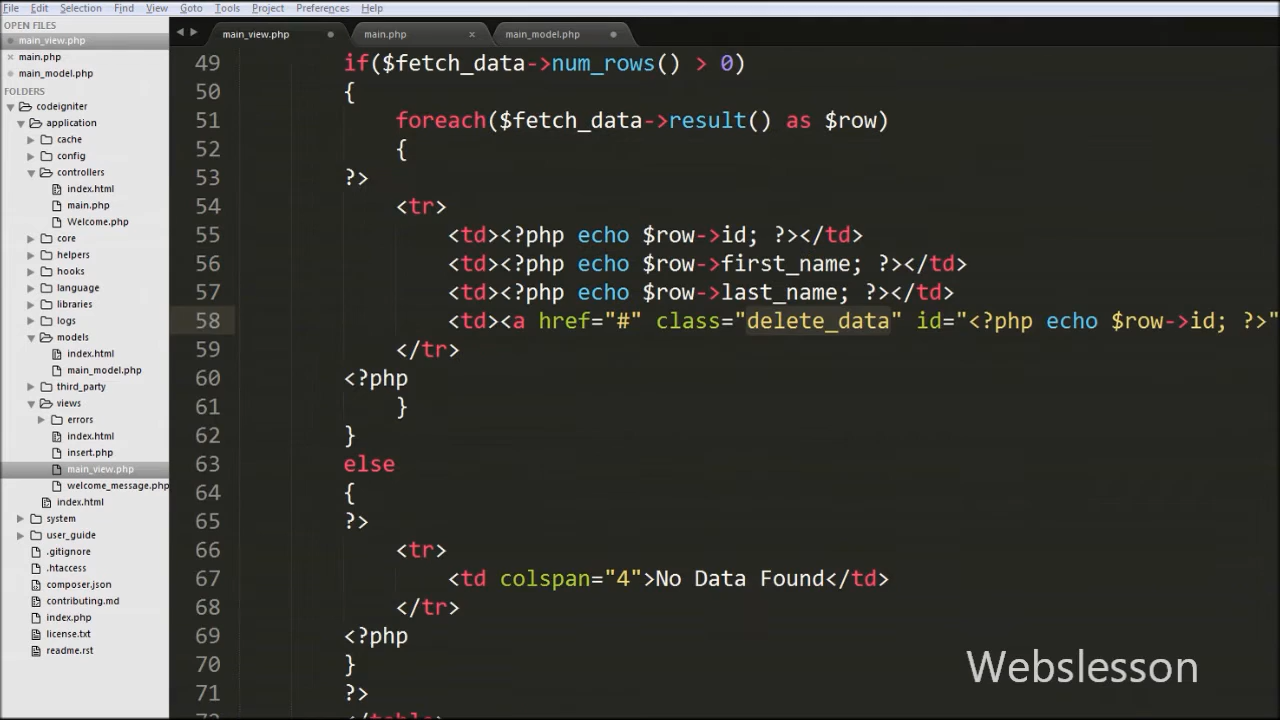 File Edit Selection Find View Goto Tools Project Preferences Help
OPEN FILES
main_view.php
main.php
main_model.php
FOLDERS
codeigniter
application
cache
config
controllers
index.html
main.php
Welcome.php
core
helpers
hooks
language
libraries
logs
models
index.html
main_model.php
third_party
views
errors
index.html
insert.php
main_view.php
welcome_message.php
index.html
system
user_guide
.gitignore
.htaccess
composer.json
contributing.md
index.php
license.txt
readme.rst
main_view.php main.php main_model.php
49 if($fetch_data->num_rows() > 0)
50 {
51 foreach($fetch_data->result() as $row)
52 {
53 ?>
54 <tr>
55 <td><?php echo $row->id; ?></td>
56 <td><?php echo $row->first_name; ?></td>
57 <td><?php echo $row->last_name; ?></td>
58 <td><a href="#" class="delete_data" id="<?php echo $row->id; ?>"
59 </tr>
60 <?php
61 }
62 }
63 else
64 {
65 ?>
66 <tr>
67 <td colspan="4">No Data Found</td>
68 </tr>
69 <?php
70 }
71 ?>
72 </table>
Webslesson